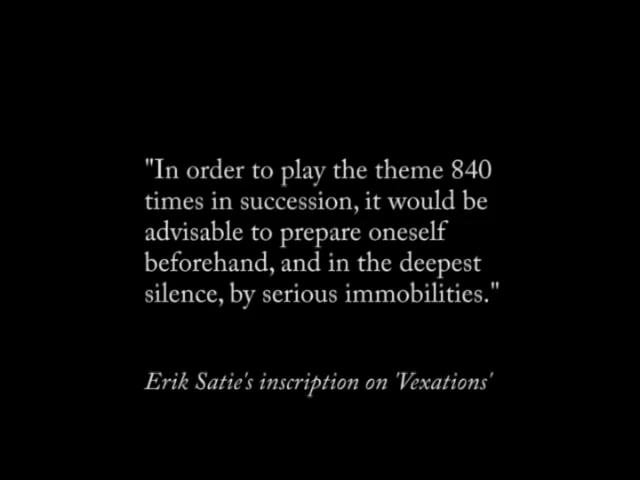 "In order to play the theme 840
times in succession, it would be
advisable to prepare oneself
beforehand, and in the deepest
silence, by serious immobilities."
Erik Satie's inscription on 'Vexations'